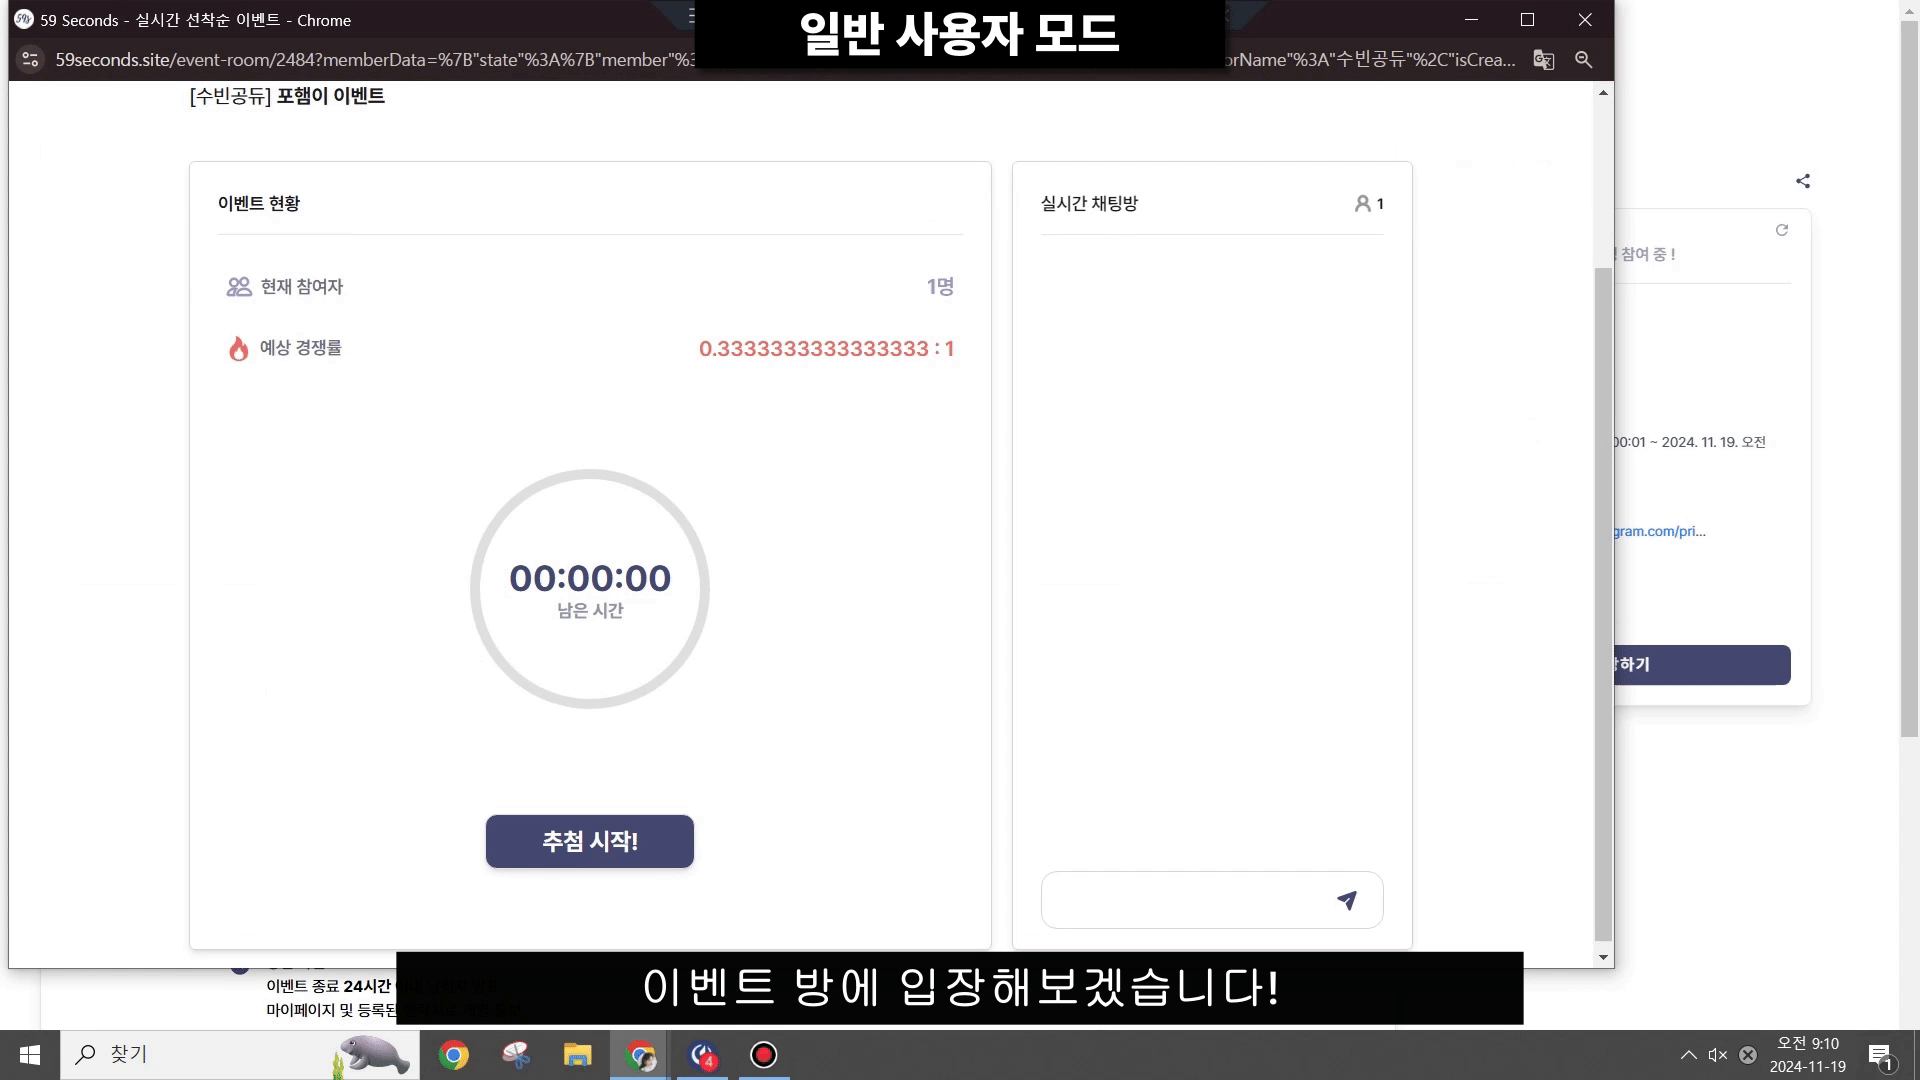 59 Seconds - 실시간 선착순 이벤트 - Chrome
일반 사용자 모드
59seconds.site/event-room/2484?memberData=%7B"state"%3A%7B"member"%3
orName"%3A"수빈공듀"%2C"isCrea...
[수빈공듀] 포햄이 이벤트
이벤트 현황
현재 참여자
1명
예상 경쟁률
0.3333333333333333 : 1
00:00:00
남은 시간
추첨 시작!
실시간 채팅방
1
참여 중 !
00:01 ~ 2024. 11. 19. 오전
gram.com/pri...
하기
이벤트 종료 24시간
마이페이지 및 등록된
이벤트 방에 입장해보겠습니다!
찾기
4
오전 9:10
2024-11-19
1